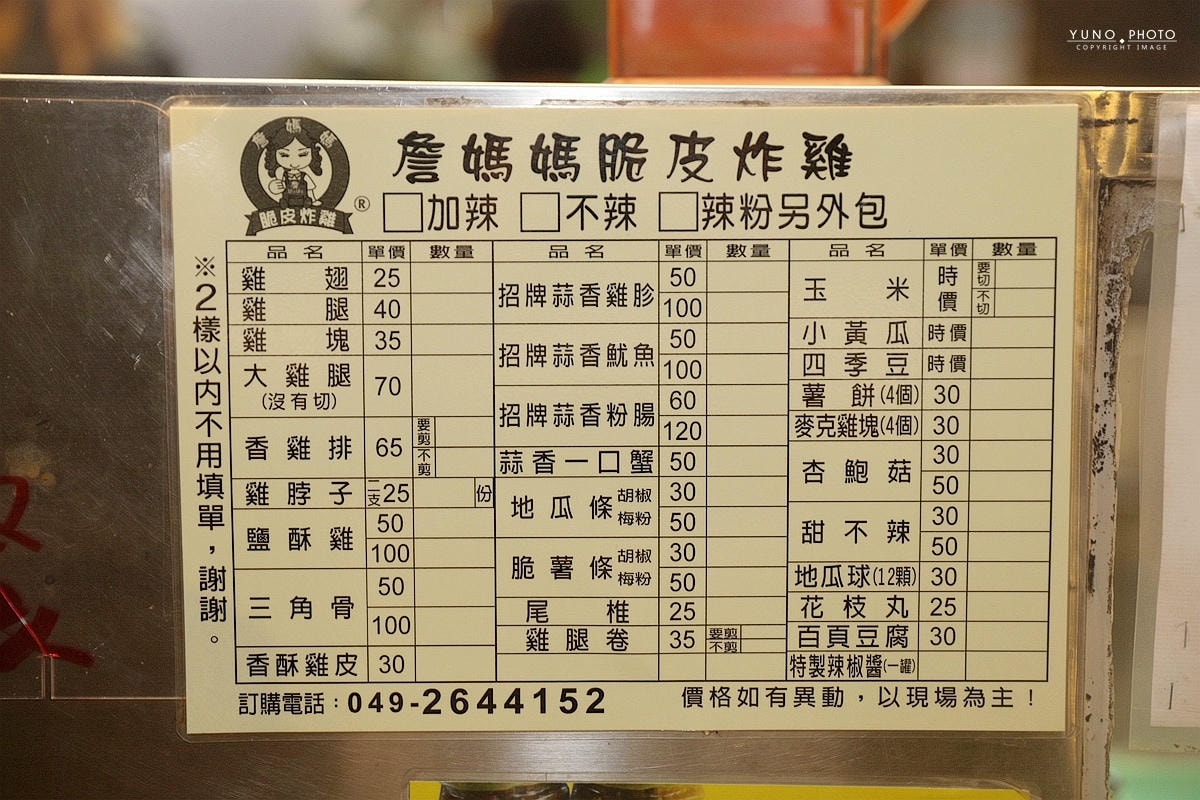 YUNO PHOTO
COPYRIGHT IMAGE
詹媽媽
脆皮炸雞
®
詹媽媽脆皮炸雞
□加辣 □不辣 □辣粉另外包
※2樣以內不用填單，謝謝。
品名 單價 數量
雞翅 25
雞腿 40
雞塊 35
大雞腿 70
(沒有切)
香雞排 65 要剪 不剪
雞脖子 二支25 份
鹽酥雞 50
100
三角骨 50
100
香酥雞皮 30
品名 單價 數量
招牌蒜香雞胗 50
100
招牌蒜香魷魚 50
100
招牌蒜香粉腸 60
120
蒜香一口蟹 50
地瓜條 胡椒 梅粉 30
50
脆薯條 胡椒 梅粉 30
50
尾椎 25
雞腿卷 35 要剪 不剪
品名 單價 數量
玉米 時價 要切 不切
小黃瓜 時價
四季豆 時價
薯餅(4個) 30
麥克雞塊(4個) 30
杏鮑菇 30
50
甜不辣 30
50
地瓜球(12顆) 30
花枝丸 25
百頁豆腐 30
特製辣椒醬(一罐)
訂購電話：049-2644152 價格如有異動，以現場為主！